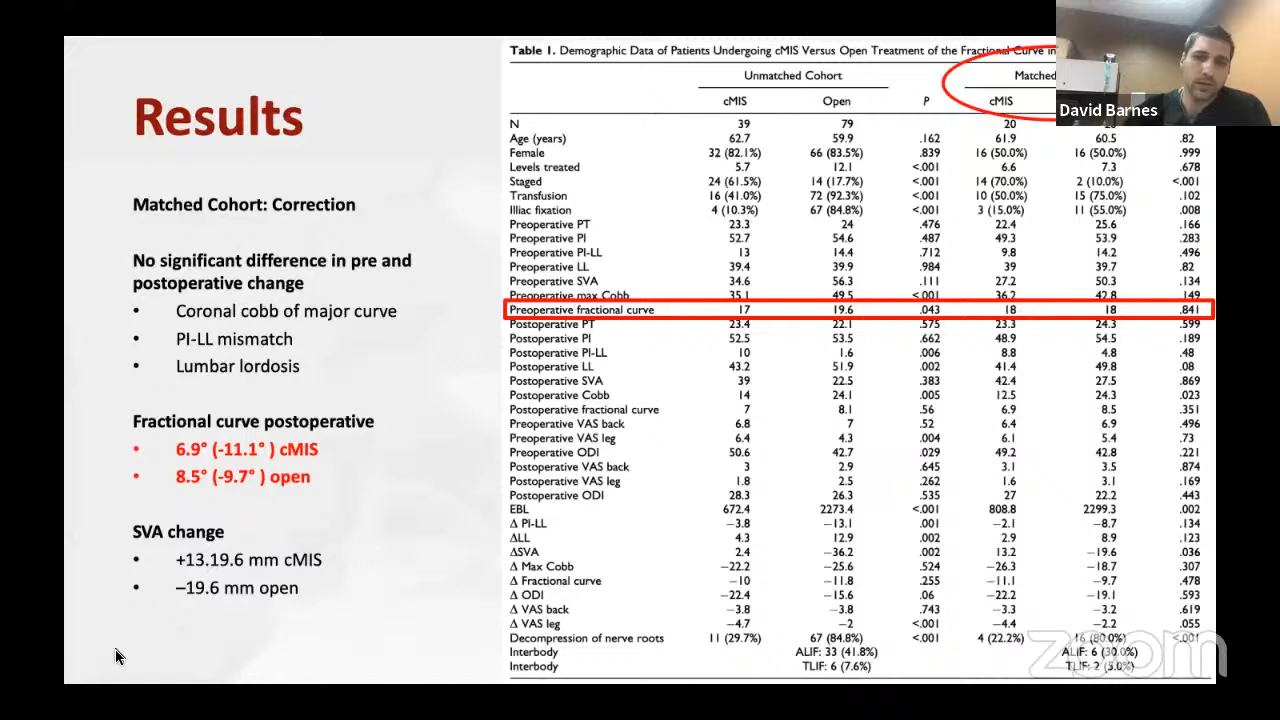 Results
Matched Cohort: Correction
No significant difference in pre and
postoperative change
• Coronal cobb of major curve
• PI-LL mismatch
• Lumbar lordosis
Fractional curve postoperative
• 6.9° (-11.1° ) cMIS
• 8.5° (-9.7° ) open
SVA change
• +13.19.6 mm cMIS
• –19.6 mm open
Table 1. Demographic Data of Patients Undergoing cMIS Versus Open Treatment of the Fractional Curve in
Unmatched Cohort Matched
cMIS Open P cMIS
N 39 79 20
Age (years) 62.7 59.9 .162 61.9 60.5 .82
Female 32 (82.1%) 66 (83.5%) .839 16 (50.0%) 16 (50.0%) .999
Levels treated 5.7 12.1 <.001 6.6 7.3 .678
Staged 24 (61.5%) 14 (17.7%) <.001 14 (70.0%) 2 (10.0%) <.001
Transfusion 16 (41.0%) 72 (92.3%) <.001 10 (50.0%) 15 (75.0%) .102
Illiac fixation 4 (10.3%) 67 (84.8%) <.001 3 (15.0%) 11 (55.0%) .008
Preoperative PT 23.3 24 .476 22.4 25.6 .166
Preoperative PI 52.7 54.6 .487 49.3 53.9 .283
Preoperative PI-LL 13 14.4 .712 9.8 14.2 .496
Preoperative LL 39.4 39.9 .984 39 39.7 .82
Preoperative SVA 34.6 56.3 .111 27.2 50.3 .134
Preoperative max Cobb 35.1 49.5 <.001 36.2 42.8 .149
Preoperative fractional curve 17 19.6 .043 18 18 .841
Postoperative PT 23.4 22.1 .575 23.3 24.3 .599
Postoperative PI 52.5 53.5 .662 48.9 54.5 .189
Postoperative PI-LL 10 1.6 .006 8.8 4.8 .48
Postoperative LL 43.2 51.9 .002 41.4 49.8 .08
Postoperative SVA 39 22.5 .383 42.4 27.5 .869
Postoperative Cobb 14 24.1 .005 12.5 24.3 .023
Postoperative fractional curve 7 8.1 .56 6.9 8.5 .351
Preoperative VAS back 6.8 7 .52 6.4 7 .496
Preoperative VAS leg 6.4 4.3 .004 6.1 5.4 .73
Preoperative ODI 50.6 42.7 .029 49.2 42.8 .221
Postoperative VAS back 3 2.9 .645 3.1 3.5 .874
Postoperative VAS leg 1.8 2.5 .262 1.6 3.1 .169
Postoperative ODI 28.3 26.3 .535 27 22.2 .443
EBL 672.4 2273.4 <.001 808.8 2299.3 .002
Δ PI-LL −3.8 −13.1 .001 −2.1 −8.7 .134
ΔLL 4.3 12.9 .002 2.9 8.9 .123
ΔSVA 2.4 −36.2 .002 13.2 −19.6 .036
Δ Max Cobb −22.2 −25.6 .524 −26.3 −18.7 .307
Δ Fractional curve −10 −11.8 .255 −11.1 −9.7 .478
Δ ODI −22.4 −15.6 .06 −22.2 −19.1 .593
Δ VAS back −3.8 −3.8 .743 −3.3 −3.2 .619
Δ VAS leg −4.7 −2 <.001 −4.4 −2.2 .055
Decompression of nerve roots 11 (29.7%) 67 (84.8%) <.001 4 (22.2%) 16 (80.0%) <.001
Interbody ALIF: 33 (41.8%) ALIF: 6 (30.0%)
Interbody TLIF: 6 (7.6%) TLIF: 2 (5.0%)
David Barnes
zoom